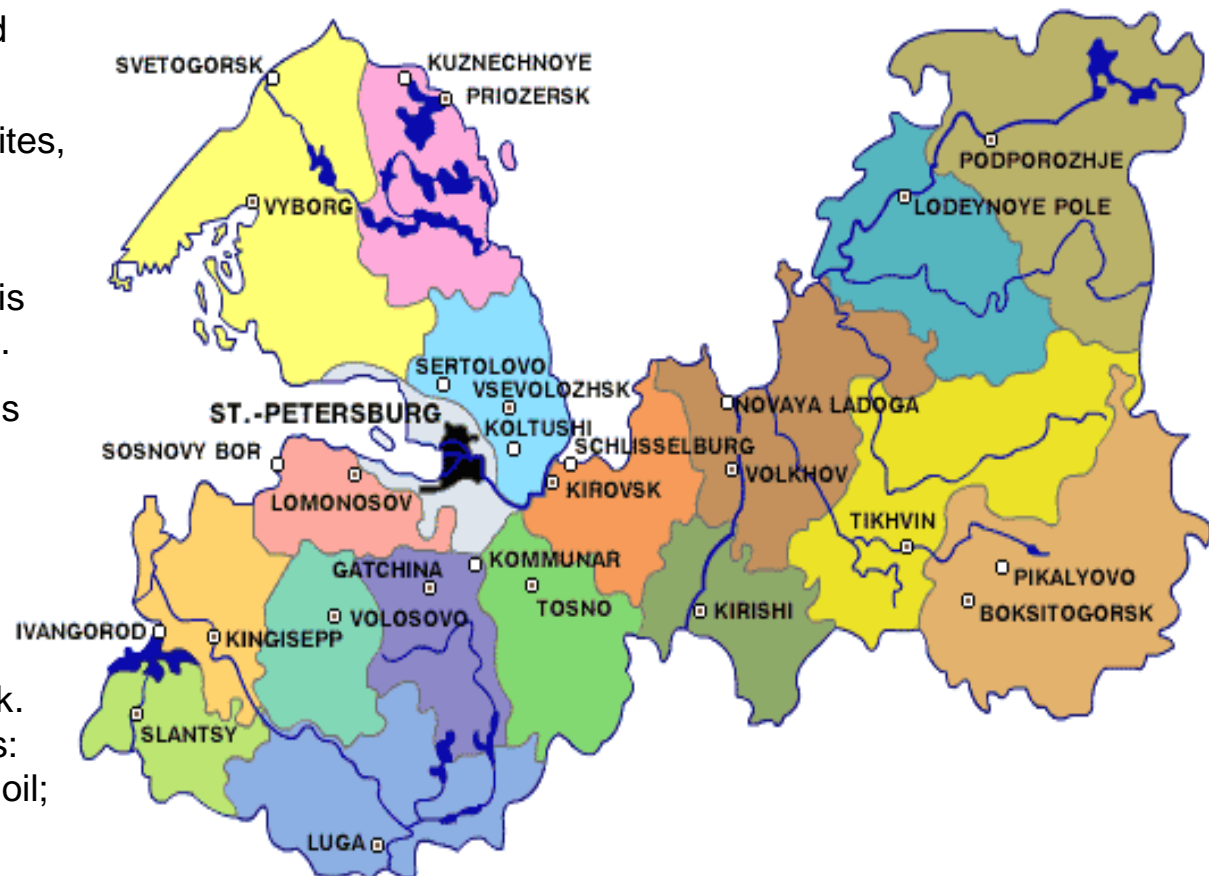 d
ites,
is
.
s
k.
s:
oil;
SVETOGORSK
KUZNECHNOYE
PRIOZERSK
PODPOROZHJE
VYBORG
LODEYNOYE POLE
SERTOLOVO
VSEVOLOZHSK
ST.-PETERSBURG
NOVAYA LADOGA
KOLTUSHI
SCHLISSELBURG
SOSNOVY BOR
VOLKHOV
KIROVSK
LOMONOSOV
TIKHVIN
KOMMUNAR
GATCHINA
PIKALYOVO
TOSNO
BOKSITOGORSK
KIRISHI
VOLOSOVO
IVANGOROD
KINGISEPP
SLANTSY
LUGA